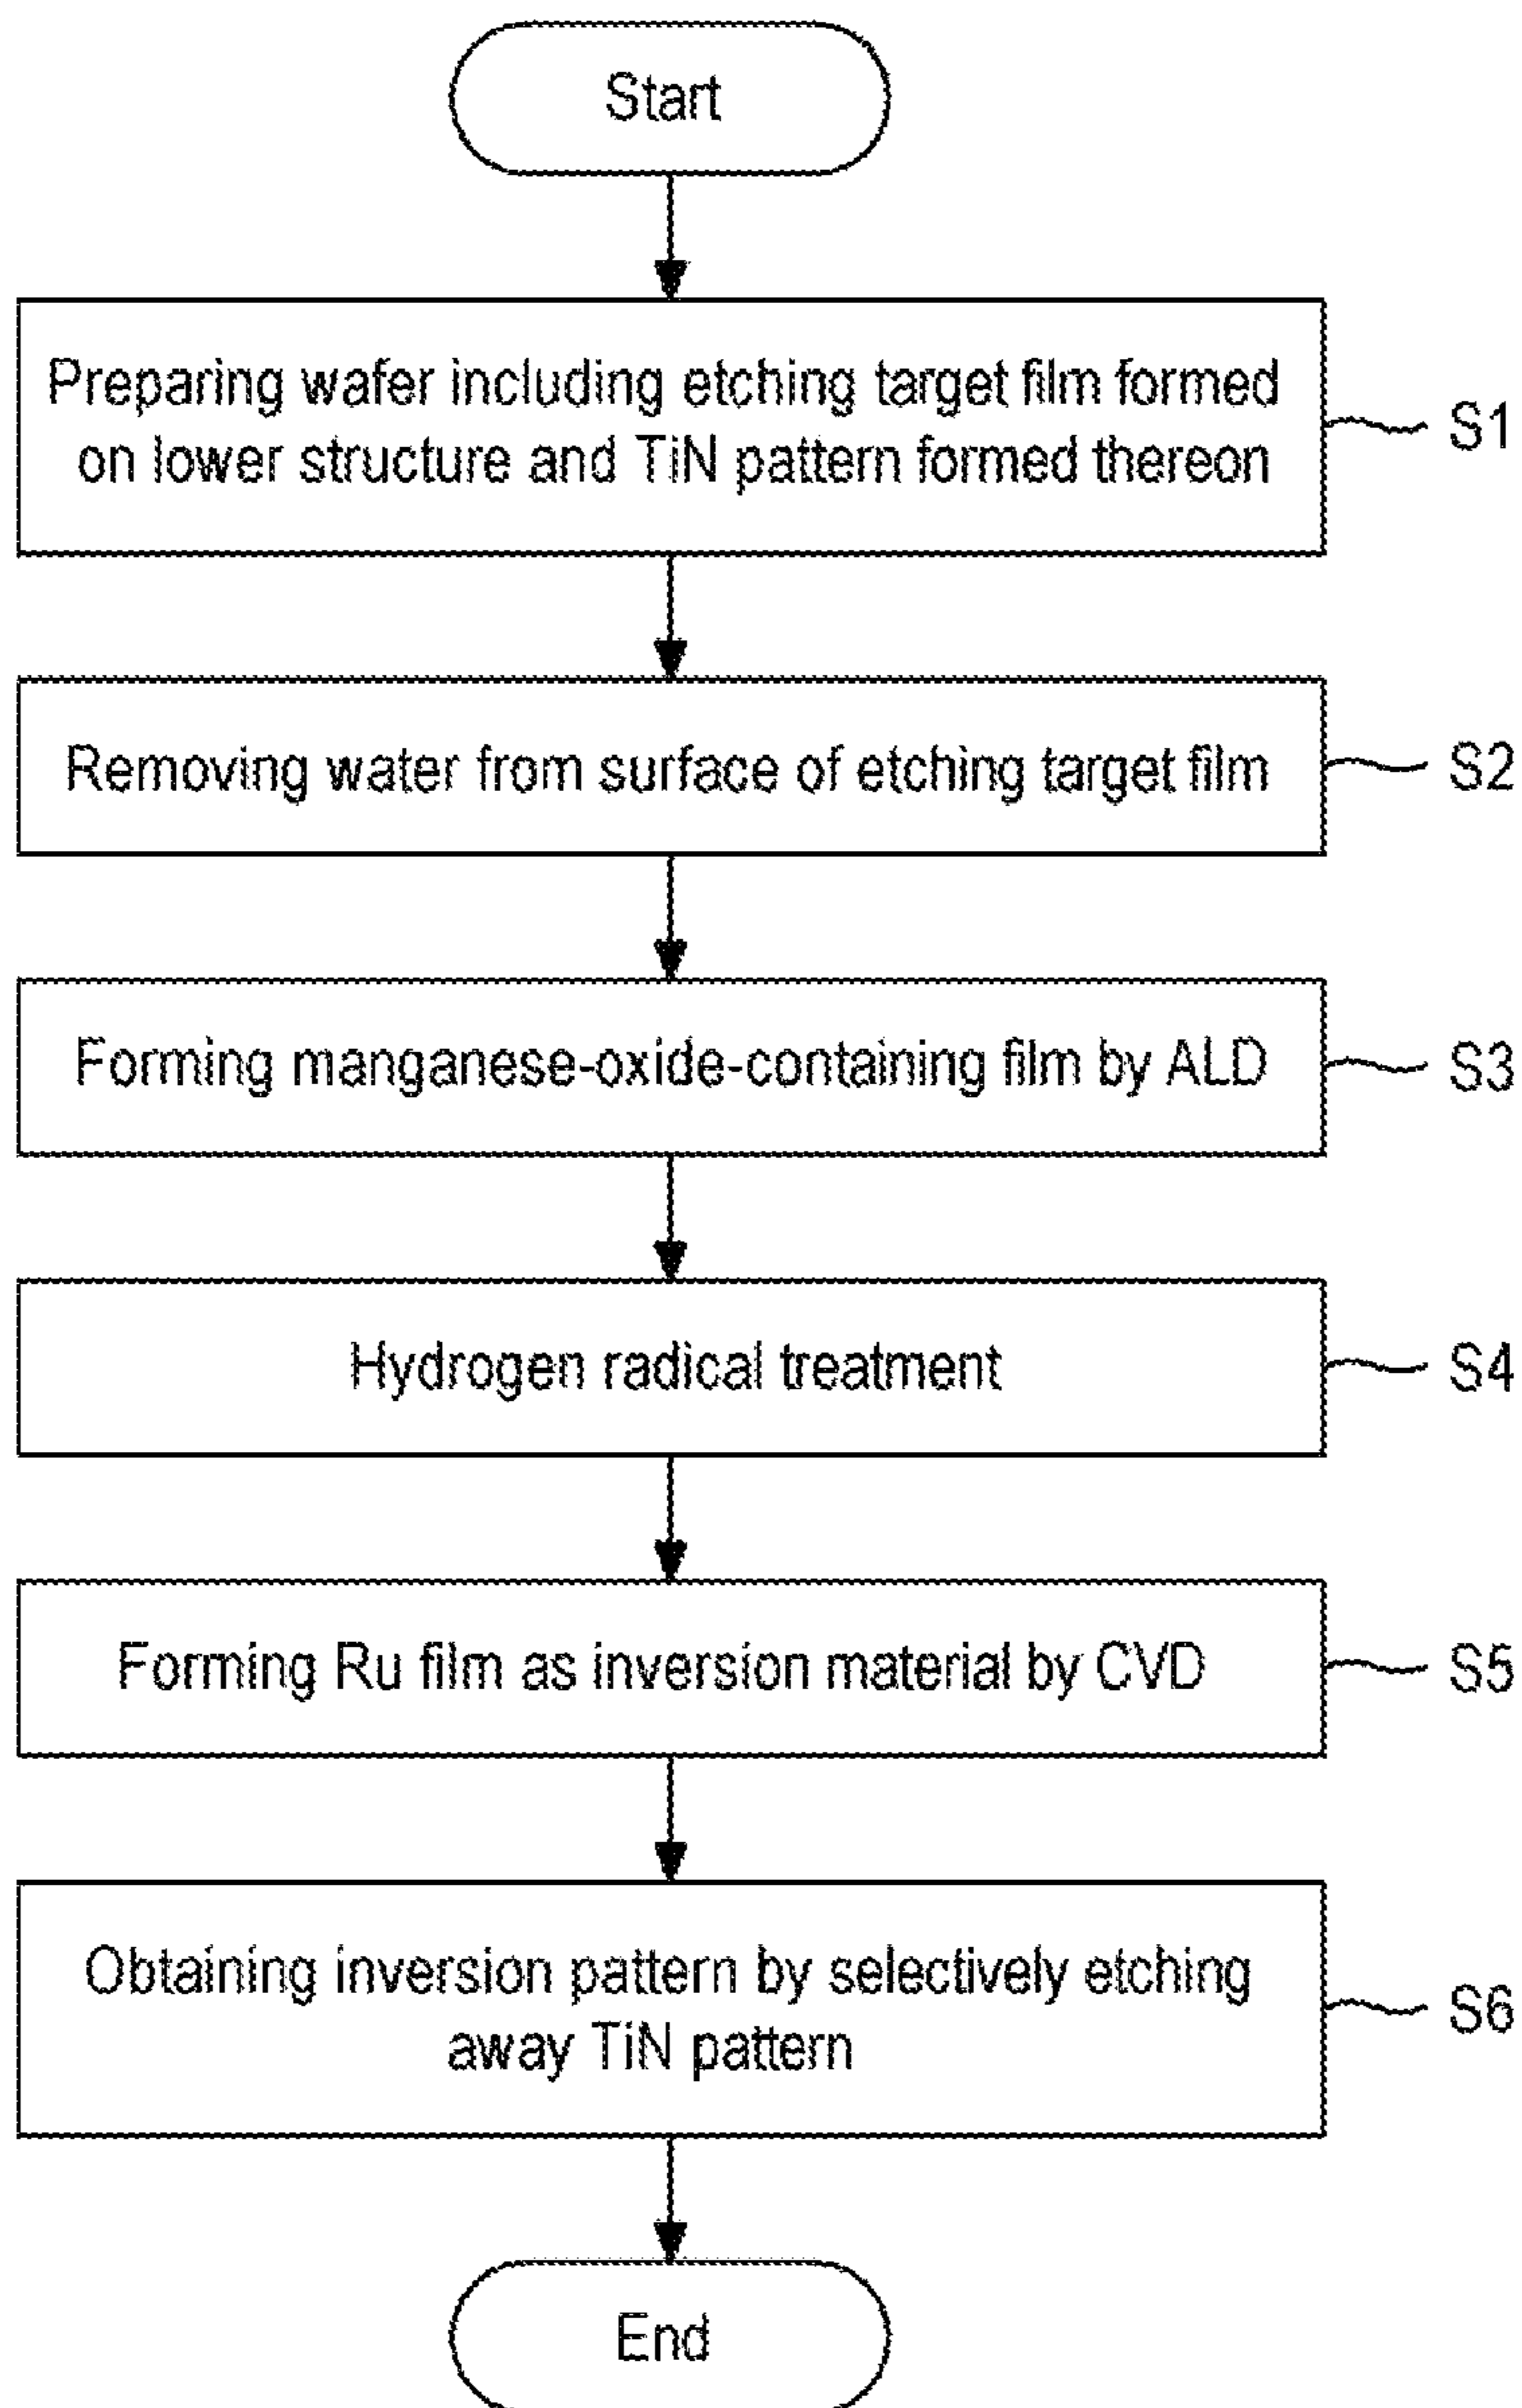 Start
Preparing wafer including etching target film formed
on lower structure and TiN pattern formed thereon
S1
Removing water from surface of etching target film
S2
Forming manganese-oxide-containing film by ALD
S3
Hydrogen radical treatment
S4
Forming Ru film as inversion material by CVD
S5
Obtaining inversion pattern by selectively etching
away TiN pattern
S6
End